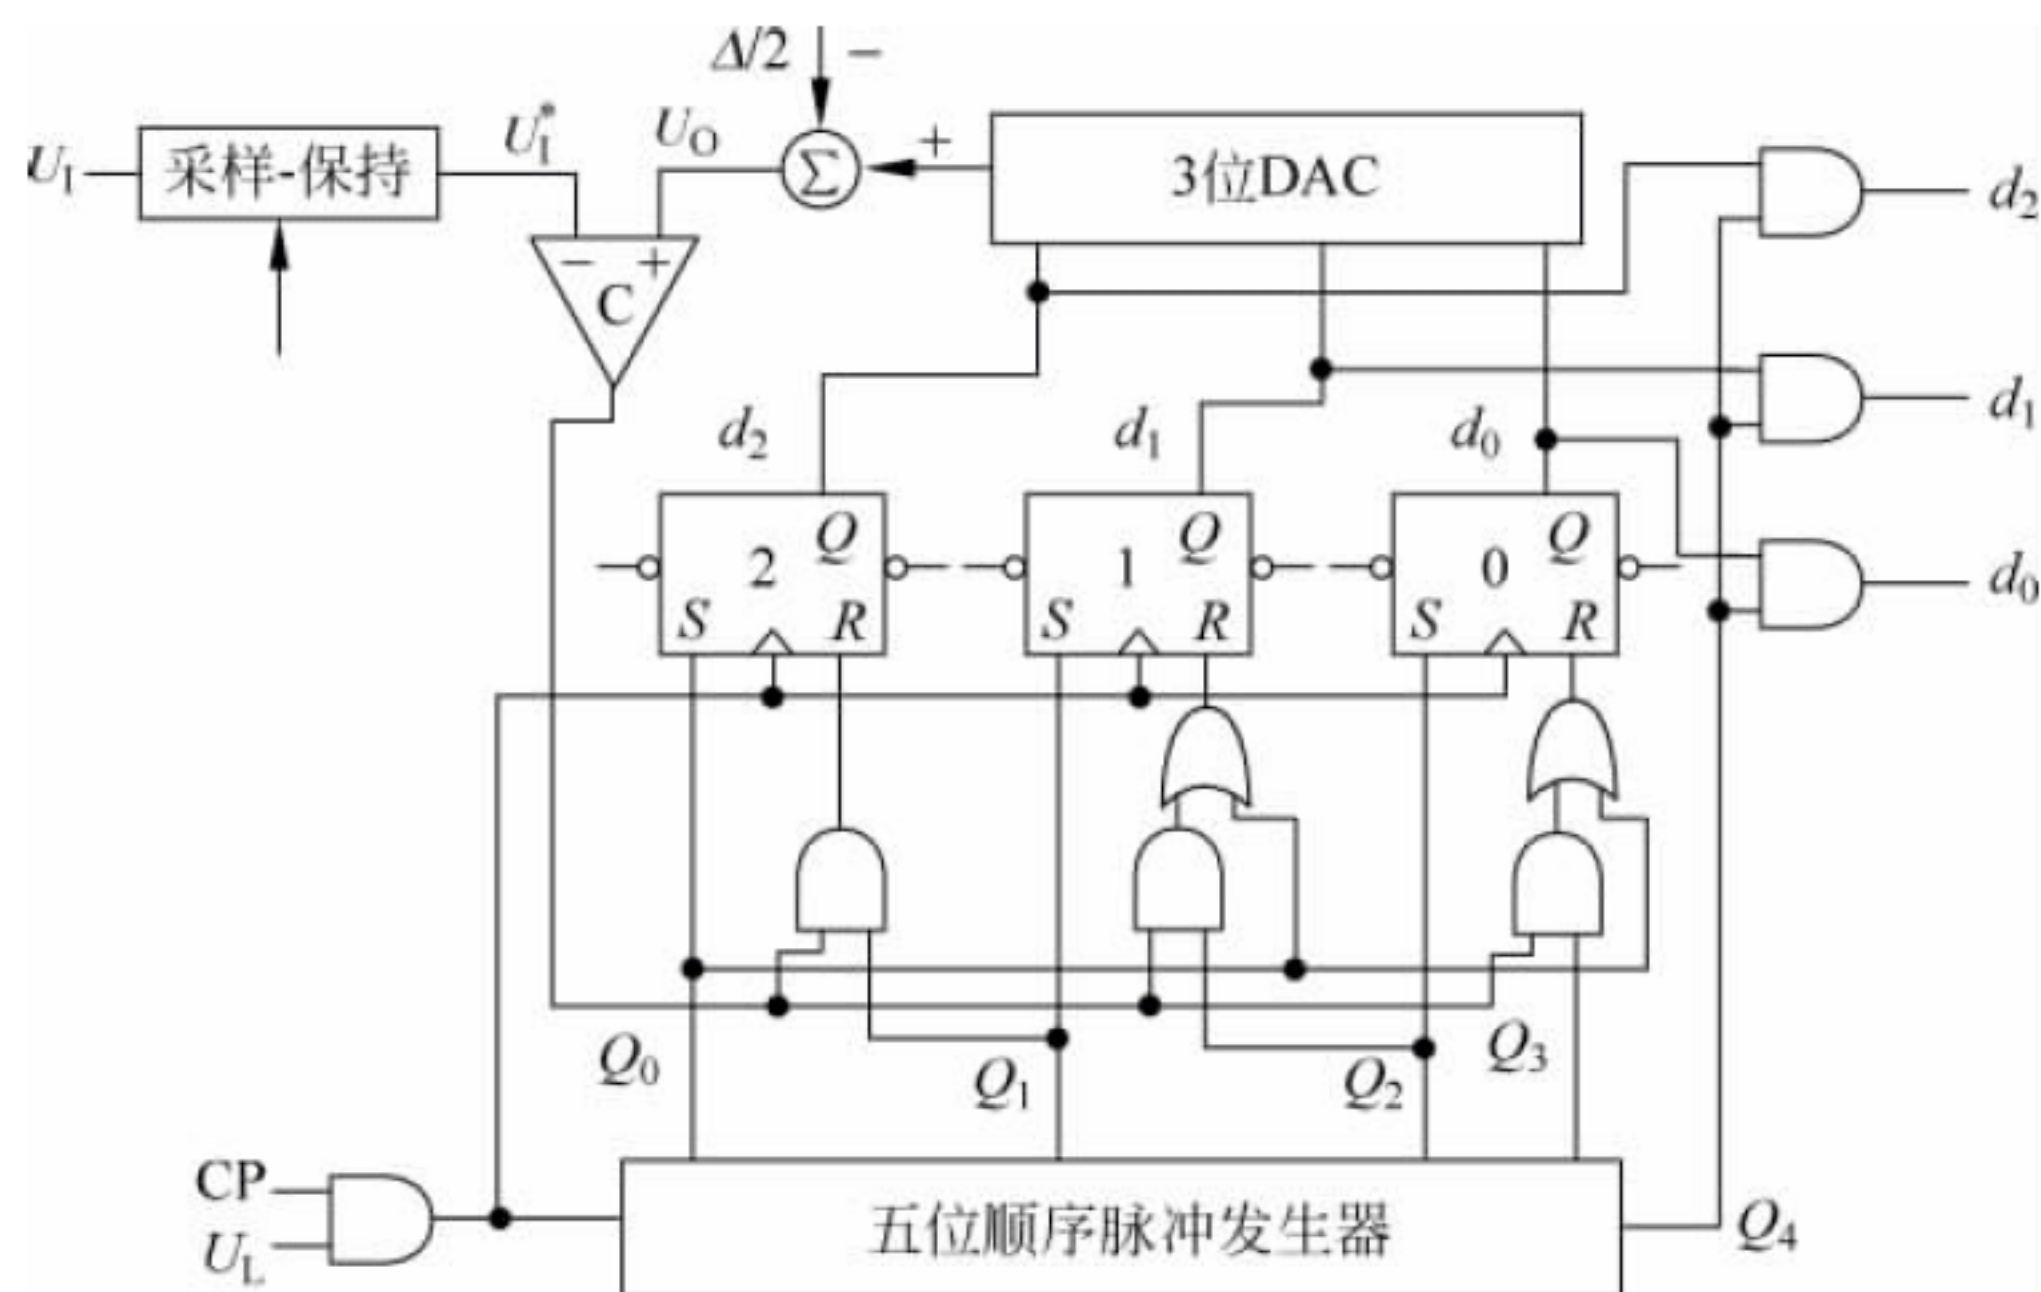 Δ/2 −
U_I 采样-保持 U_I^* U_O Σ + 3位DAC d_2
− +
C
d_1
d_2 d_1 d_0
Q Q Q
2 1 0 d_0
S R S R S R
Q_0 Q_1 Q_2 Q_3
CP
U_L 五位顺序脉冲发生器 Q_4